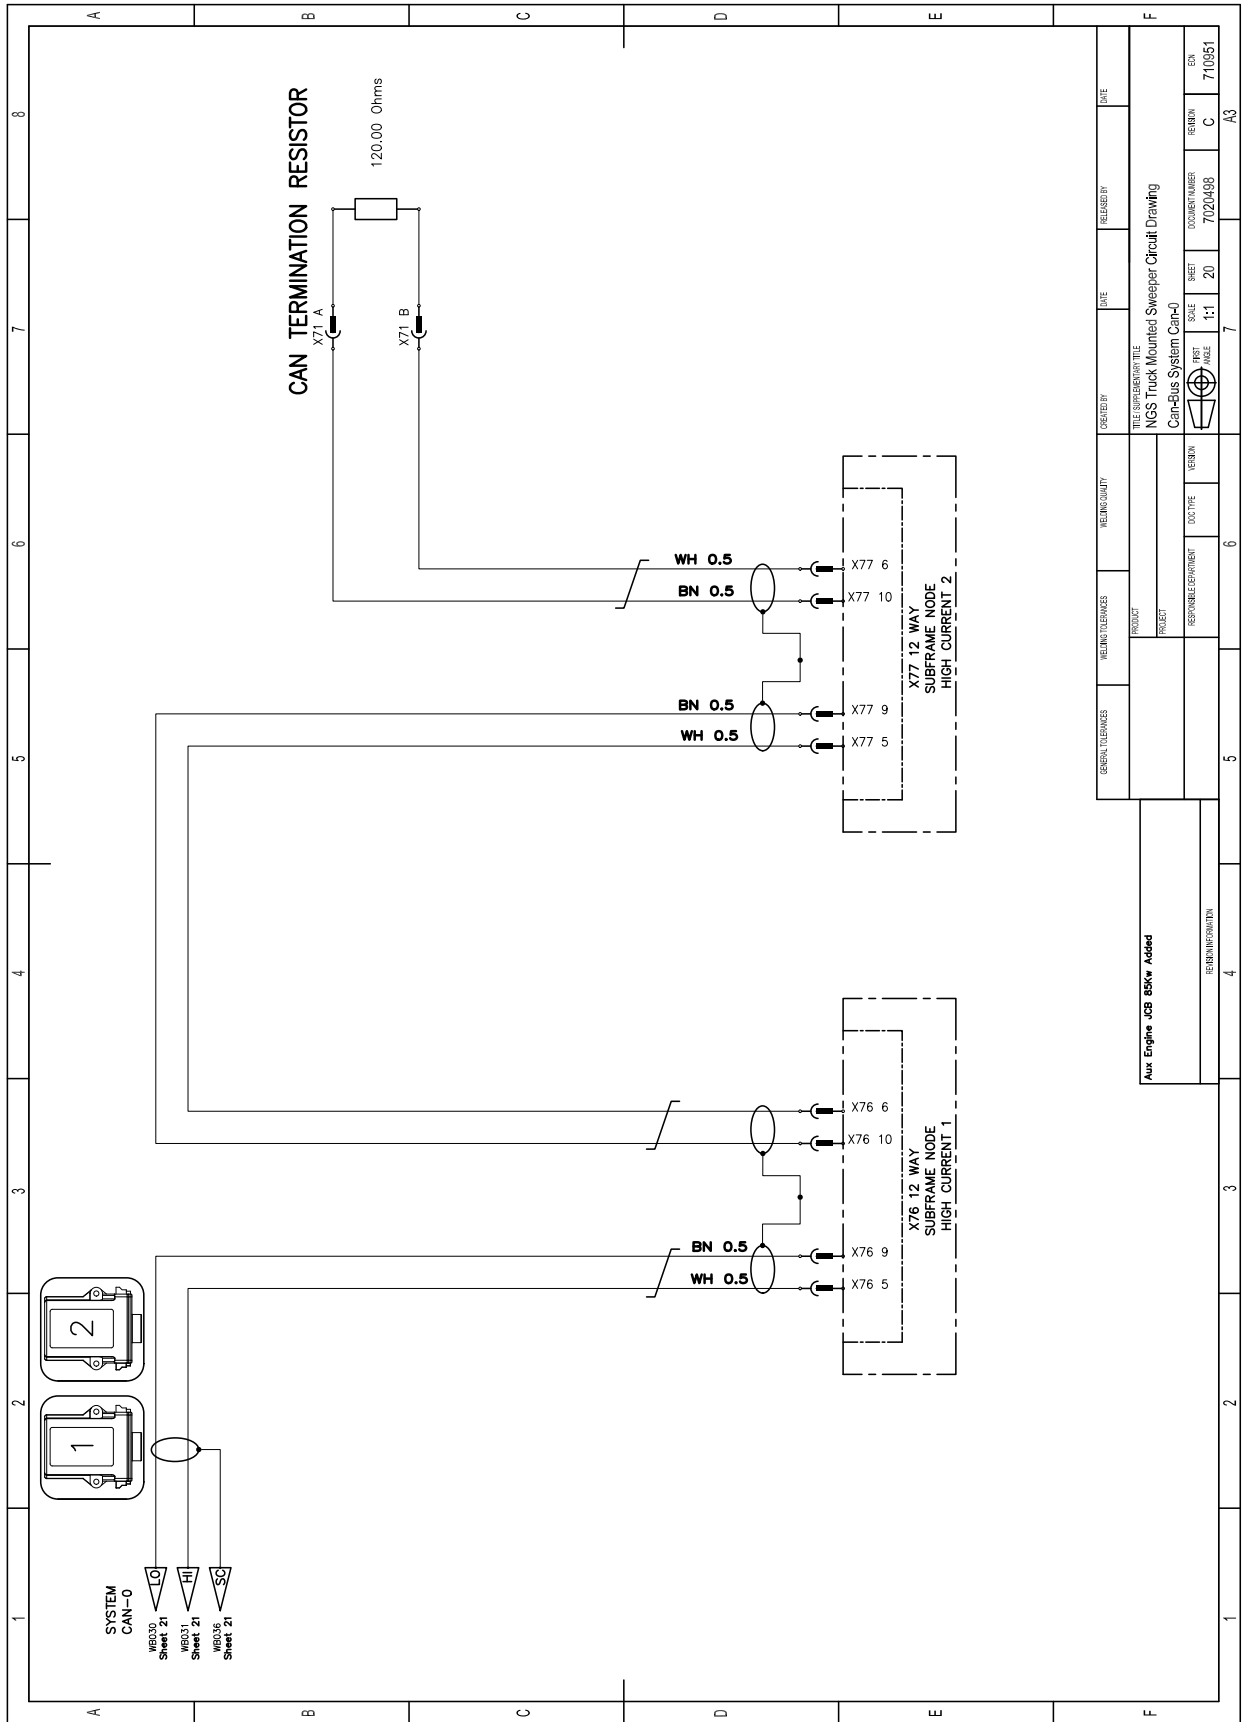 1
2
3
4
5
6
7
8
A
B
C
D
E
F
SYSTEM
CAN-0
WB030
Sheet 21
LO
WB031
Sheet 21
HI
WB036
Sheet 21
SC
1
2
CAN TERMINATION RESISTOR
X71 A
X71 B
120.00 Ohms
BN 0.5
WH 0.5
BN 0.5
WH 0.5
WH 0.5
BN 0.5
X76 5
X76 9
X76 10
X76 6
X76 12 WAY
SUBFRAME NODE
HIGH CURRENT 1
X77 5
X77 9
X77 10
X77 6
X77 12 WAY
SUBFRAME NODE
HIGH CURRENT 2
Aux Engine JCB 85Kw Added
REVISION INFORMATION
GENERAL TOLERANCES
WELDING TOLERANCES
WELDING QUALITY
CREATED BY
DATE
RELEASED BY
DATE
PRODUCT
PROJECT
TITLE / SUPPLEMENTARY TITLE
NGS Truck Mounted Sweeper Circuit Drawing
Can-Bus System Can-0
RESPONSIBLE DEPARTMENT
DOC TYPE
VERSION
FIRST
ANGLE
SCALE
1:1
SHEET
20
DOCUMENT NUMBER
7020498
REVISION
C
ECN
710951
A
B
C
D
E
F
1
2
3
4
5
6
7
A3